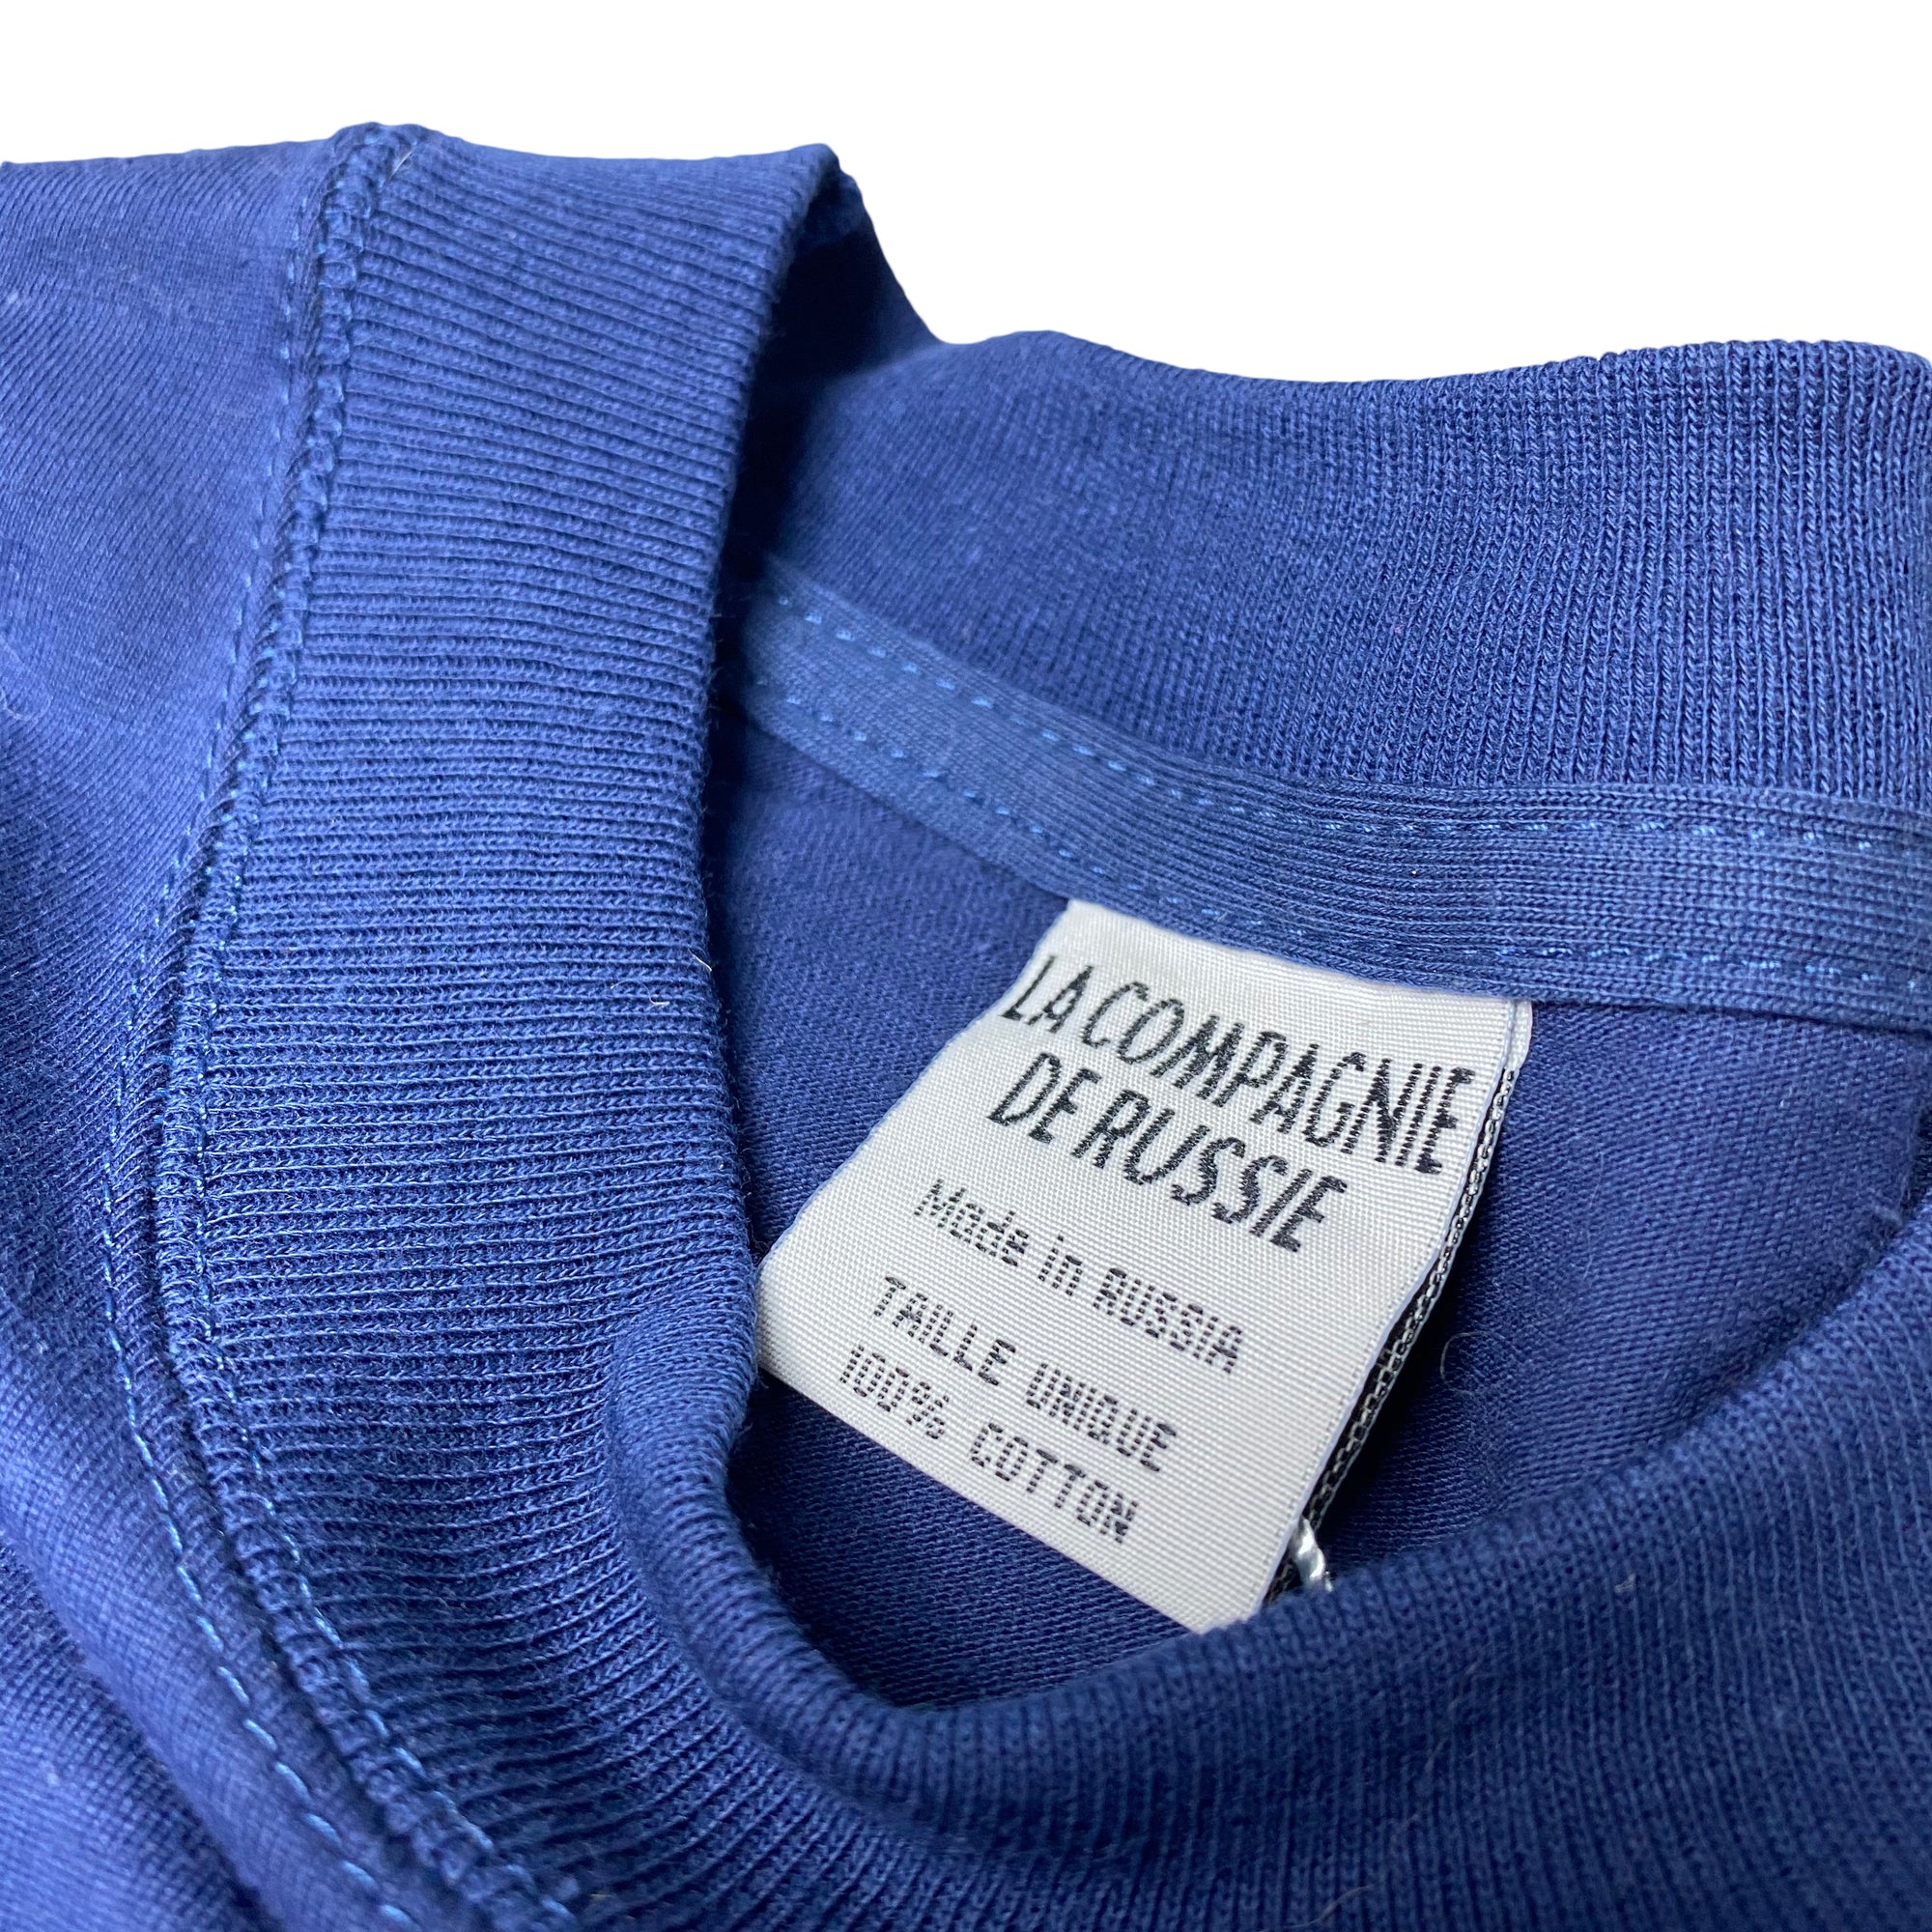 LA COMPAGNIE
DE RUSSIE
Made in RUSSIA
TAILLE UNIQUE
100% COTTON